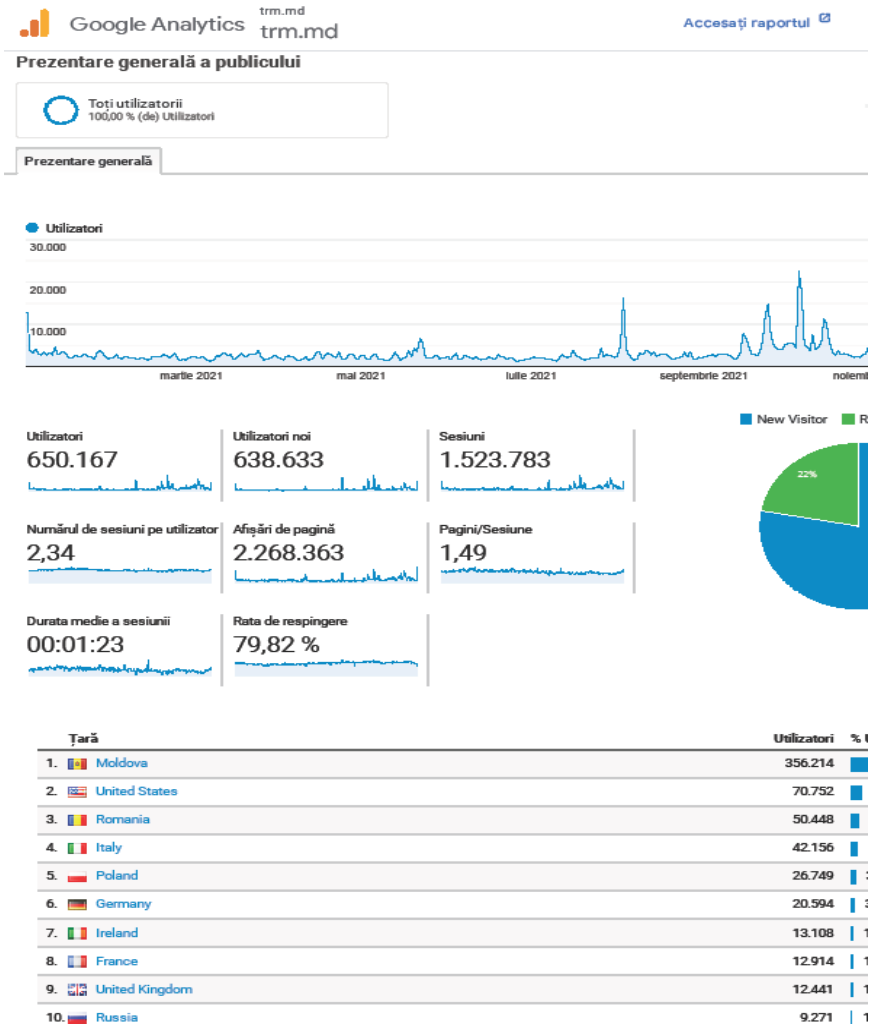 Google Analytics
trm.md
trm.md
Accesați raportul
Prezentare generală a publicului
Toți utilizatorii
100,00 % (de) Utilizatori
Prezentare generală
Utilizatori
30.000
20.000
10.000
martie 2021
mai 2021
iulie 2021
septembrie 2021
noiemb
New Visitor
R
Utilizatori
650.167
Utilizatori noi
638.633
Sesiuni
1.523.783
22%
Numărul de sesiuni pe utilizator
2,34
Afișări de pagină
2.268.363
Pagini/Sesiune
1,49
Durata medie a sesiunii
00:01:23
Rata de respingere
79,82 %
Țară Utilizatori %
1. Moldova 356.214
2. United States 70.752
3. Romania 50.448
4. Italy 42.156
5. Poland 26.749
6. Germany 20.594
7. Ireland 13.108 1
8. France 12.914 1
9. United Kingdom 12.441 1
10. Russia 9.271 1